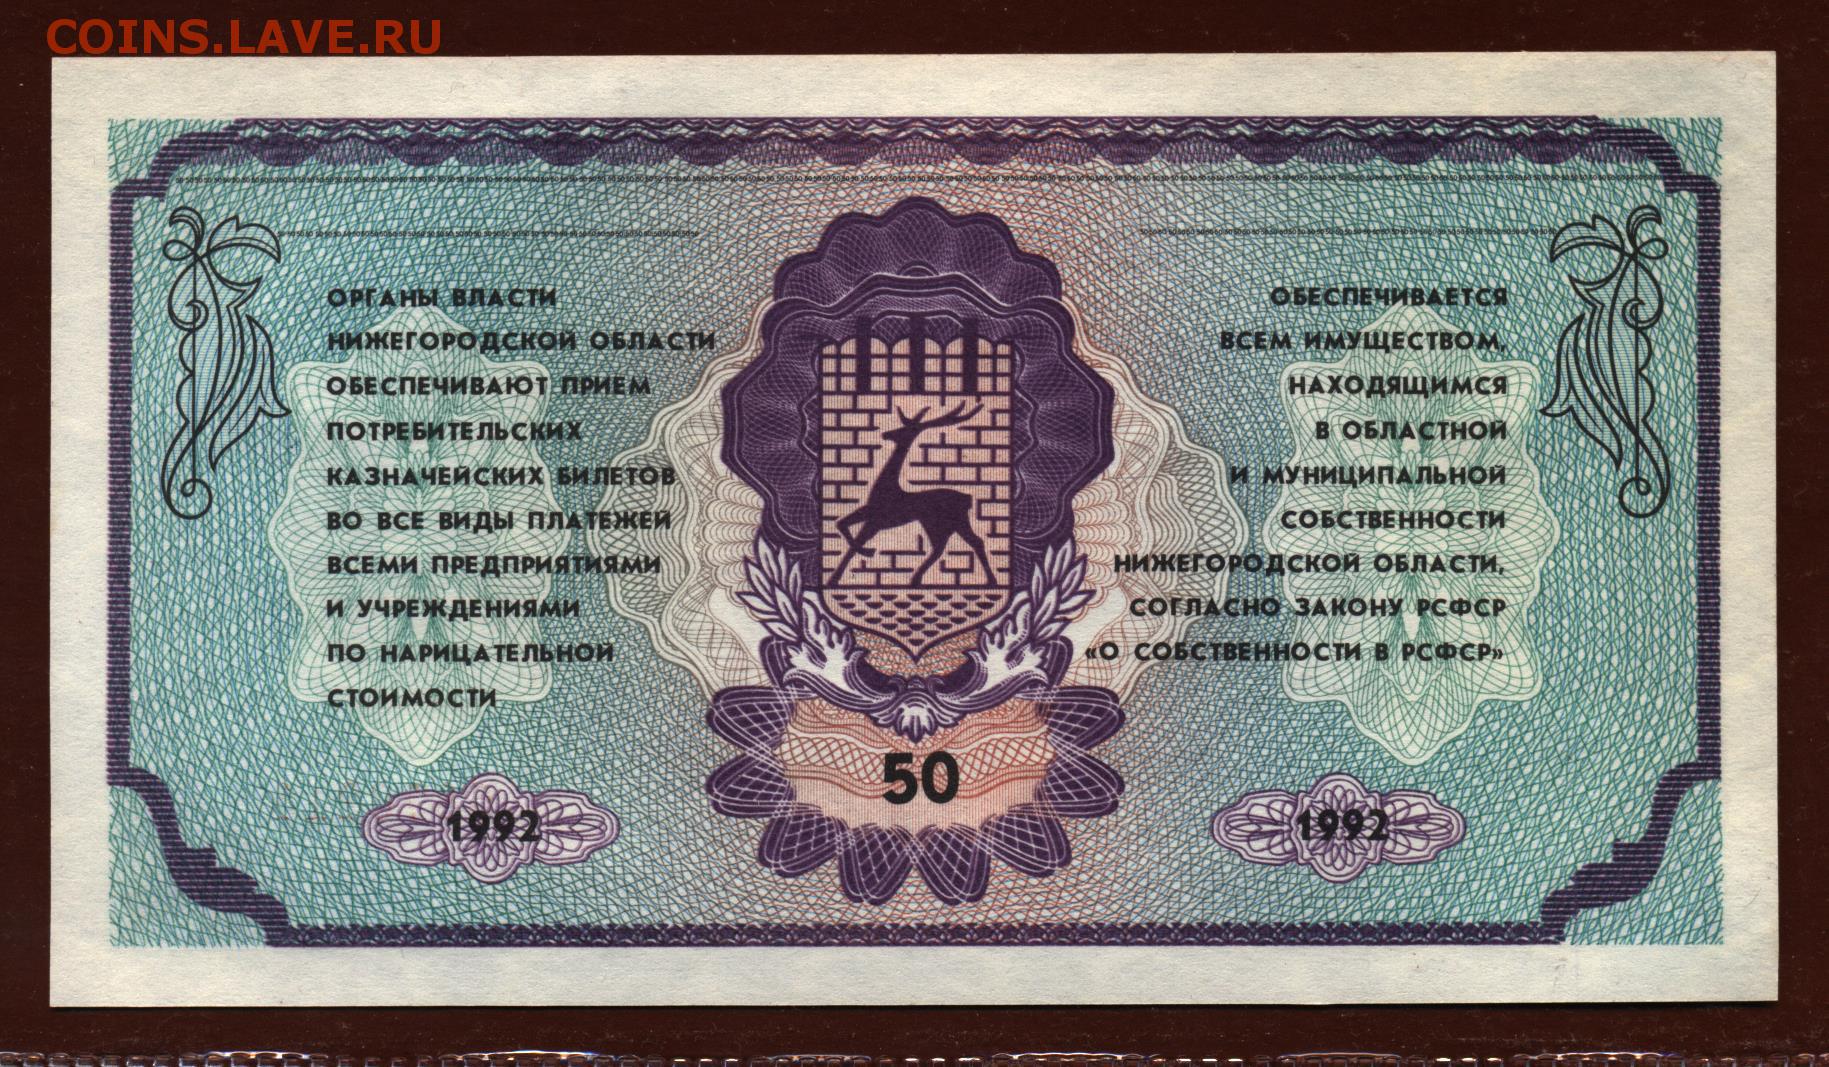 COINS.LAVE.RU
ОРГАНЫ ВЛАСТИ
НИЖЕГОРОДСКОЙ ОБЛАСТИ
ОБЕСПЕЧИВАЮТ ПРИЕМ
ПОТРЕБИТЕЛЬСКИХ
КАЗНАЧЕЙСКИХ БИЛЕТОВ
ВО ВСЕ ВИДЫ ПЛАТЕЖЕЙ
ВСЕМИ ПРЕДПРИЯТИЯМИ
И УЧРЕЖДЕНИЯМИ
ПО НАРИЦАТЕЛЬНОЙ
СТОИМОСТИ
ОБЕСПЕЧИВАЕТСЯ
ВСЕМ ИМУЩЕСТВОМ,
НАХОДЯЩИМСЯ
В ОБЛАСТНОЙ
И МУНИЦИПАЛЬНОЙ
СОБСТВЕННОСТИ
НИЖЕГОРОДСКОЙ ОБЛАСТИ,
СОГЛАСНО ЗАКОНУ РСФСР
«О СОБСТВЕННОСТИ В РСФСР»
50
1992
1992